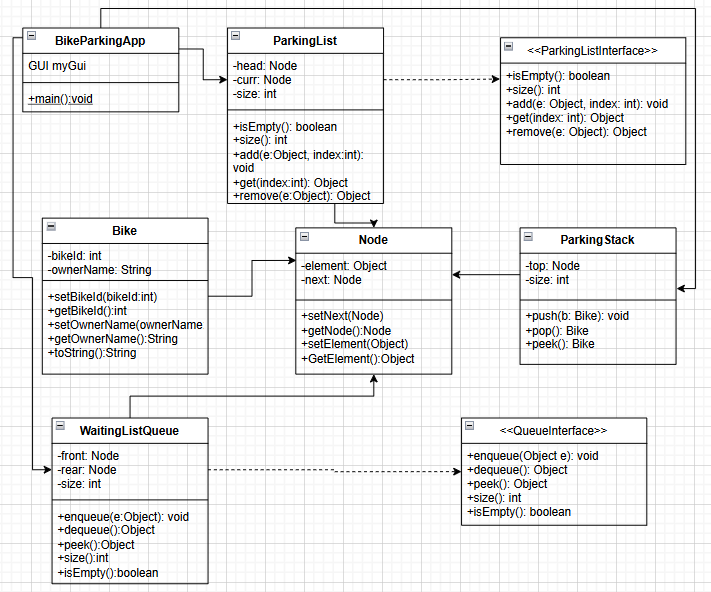 BikeParkingApp
GUI myGui
+main():void
ParkingList
-head: Node
-curr: Node
-size: int
+isEmpty(): boolean
+size(): int
+add(e:Object, index:int):
void
+get(index:int): Object
+remove(e:Object): Object
<<ParkingListInterface>>
+isEmpty(): boolean
+size(): int
+add(e: Object, index: int): void
+get(index: int): Object
+remove(e: Object): Object
Bike
-bikeId: int
-ownerName: String
+setBikeId(bikeId:int)
+getBikeId():int
+setOwnerName(ownerName
+getOwnerName():String
+toString():String
Node
-element: Object
-next: Node
+setNext(Node)
+getNode():Node
+setElement(Object)
+GetElement():Object
ParkingStack
-top: Node
-size: int
+push(b: Bike): void
+pop(): Bike
+peek(): Bike
WaitingListQueue
-front: Node
-rear: Node
-size: int
+enqueue(e:Object): void
+dequeue():Object
+peek():Object
+size():int
+isEmpty():boolean
<<QueueInterface>>
+enqueue(Object e): void
+dequeue(): Object
+peek(): Object
+size(): int
+isEmpty(): boolean